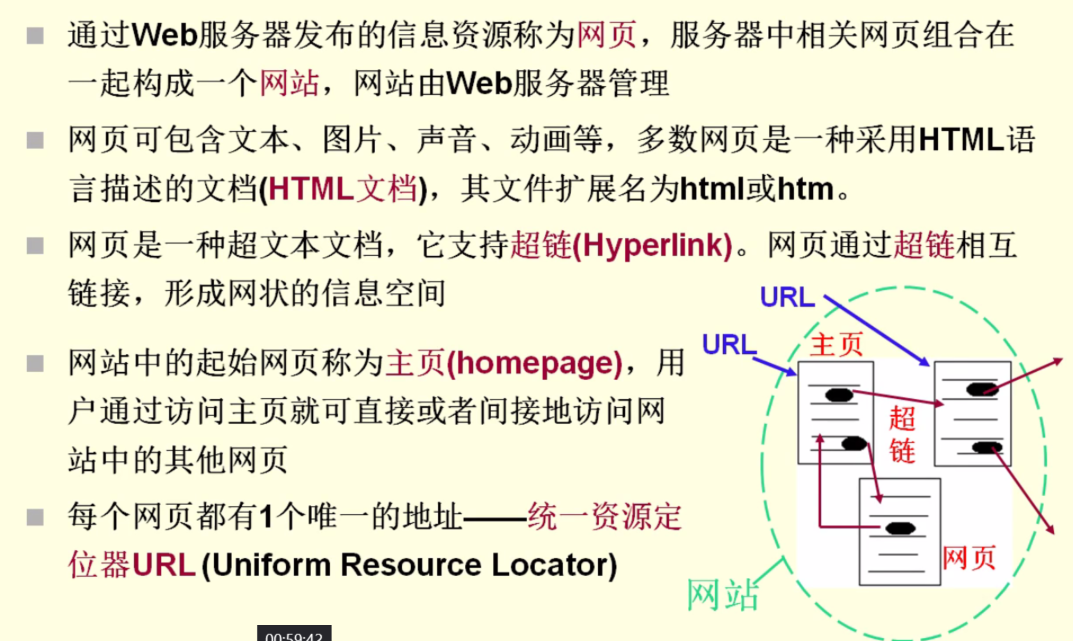 通过Web服务器发布的信息资源称为网页，服务器中相关网页组合在
一起构成一个网站，网站由Web服务器管理
网页可包含文本、图片、声音、动画等，多数网页是一种采用HTML语
言描述的文档(HTML文档)，其文件扩展名为html或htm。
网页是一种超文本文档，它支持超链(Hyperlink)。网页通过超链相互
链接，形成网状的信息空间
网站中的起始网页称为主页(homepage)，用
户通过访问主页就可直接或者间接地访问网
站中的其他网页
每个网页都有1个唯一的地址——统一资源定
位器URL (Uniform Resource Locator)
URL
URL
主页
超
链
网页
网站
00:59:42